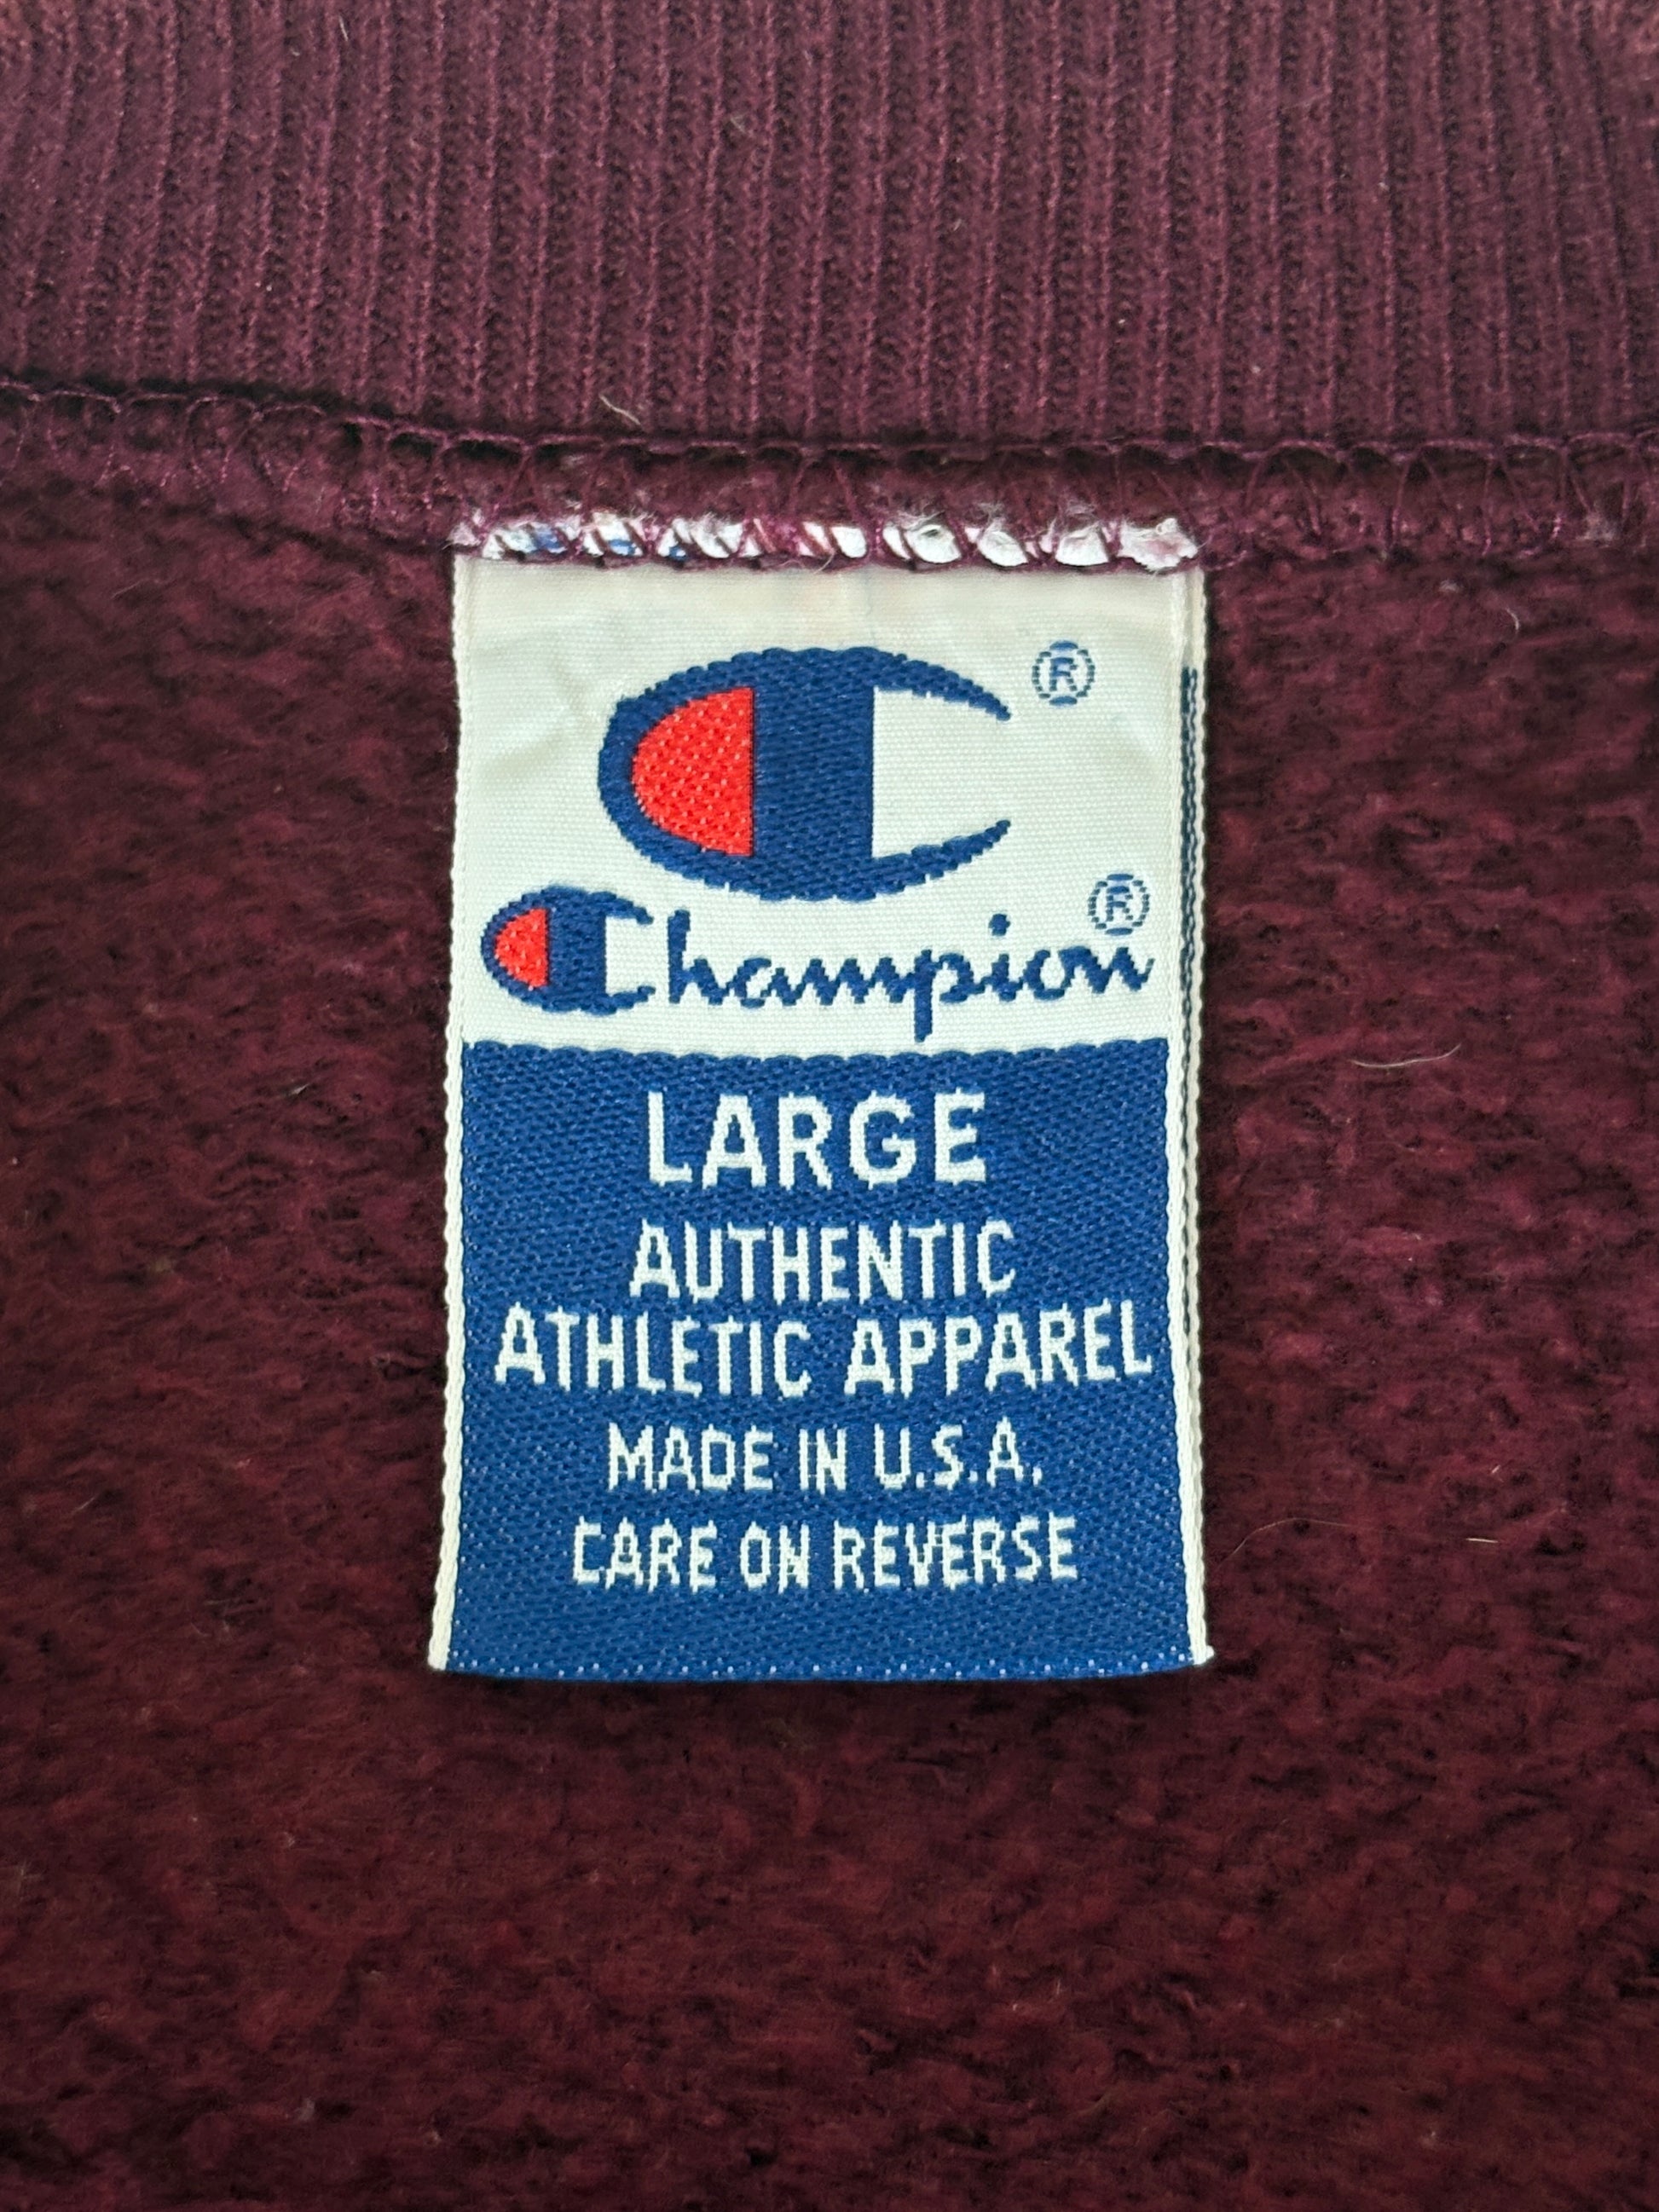 ®
Champion®
LARGE
AUTHENTIC
ATHLETIC APPAREL
MADE IN U.S.A.
CARE ON REVERSE